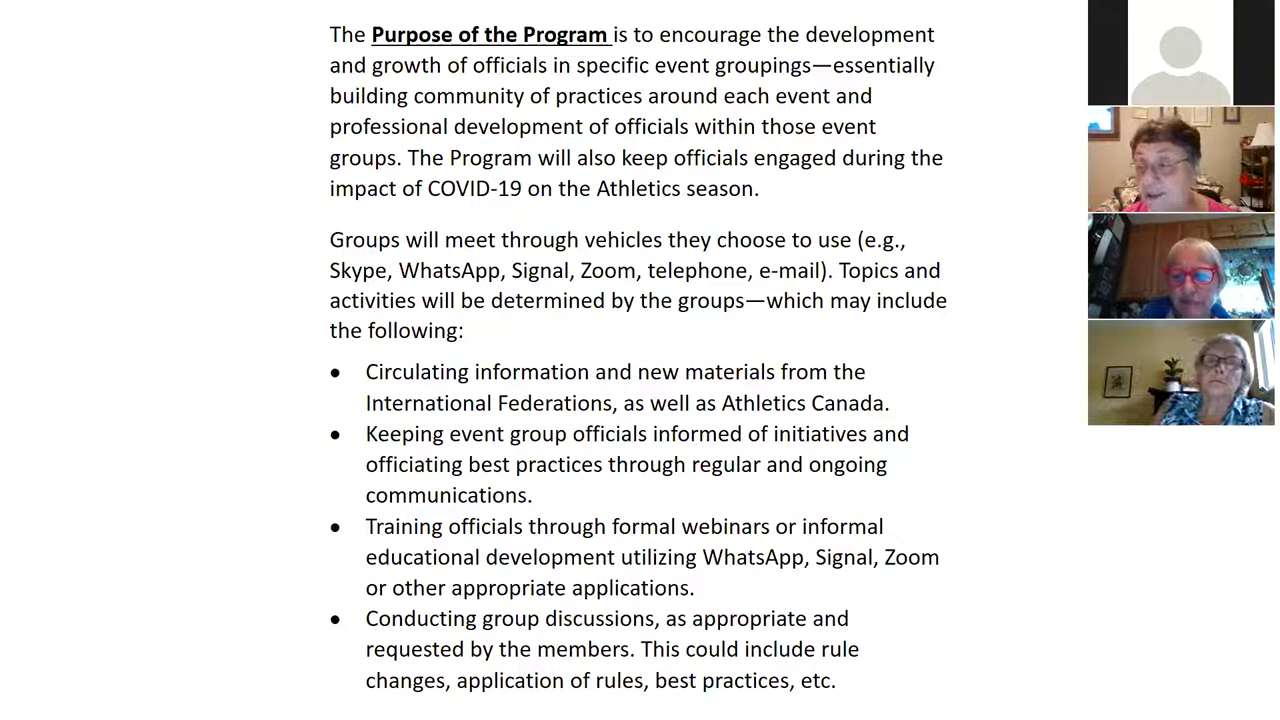 The Purpose of the Program is to encourage the development
and growth of officials in specific event groupings—essentially
building community of practices around each event and
professional development of officials within those event
groups. The Program will also keep officials engaged during the
impact of COVID-19 on the Athletics season.
Groups will meet through vehicles they choose to use (e.g.,
Skype, WhatsApp, Signal, Zoom, telephone, e-mail). Topics and
activities will be determined by the groups—which may include
the following:
• Circulating information and new materials from the
International Federations, as well as Athletics Canada.
• Keeping event group officials informed of initiatives and
officiating best practices through regular and ongoing
communications.
• Training officials through formal webinars or informal
educational development utilizing WhatsApp, Signal, Zoom
or other appropriate applications.
• Conducting group discussions, as appropriate and
requested by the members. This could include rule
changes, application of rules, best practices, etc.